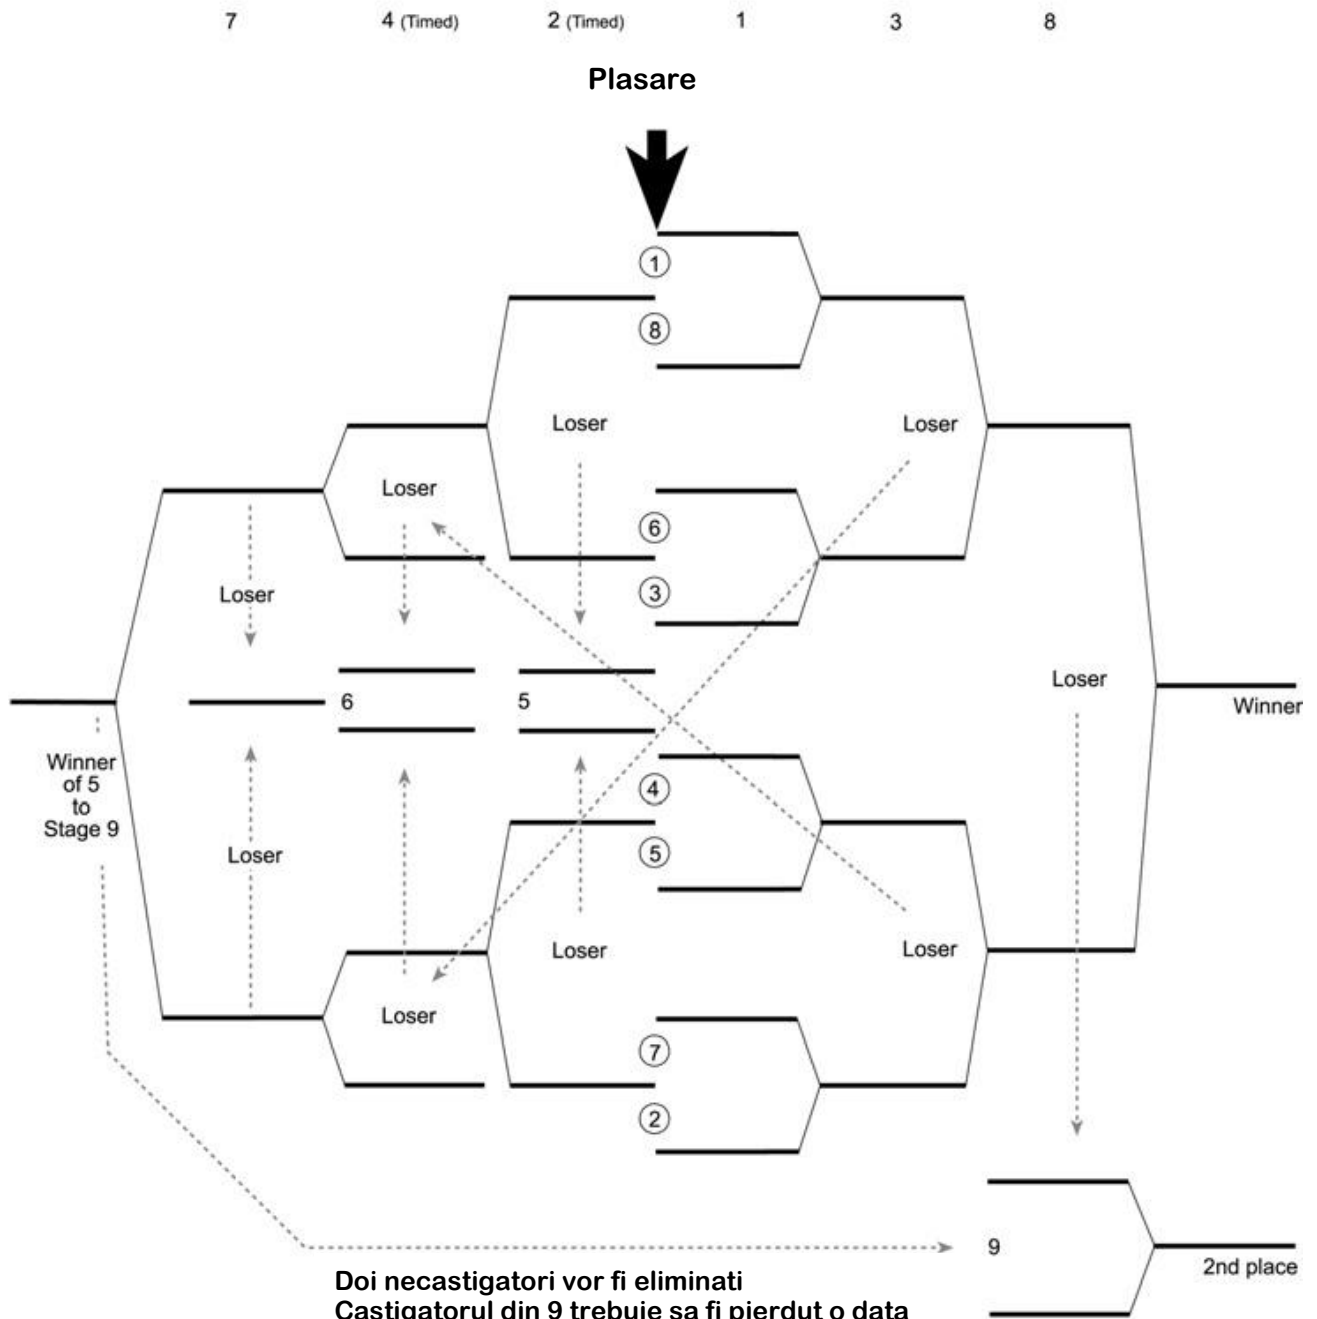 7 4 (Timed) 2 (Timed) 1 3 8
Plasare
1
8
Loser
Loser
Loser
6
3
Loser
6
5
Loser
Winner
Winner
of 5
to
Stage 9
4
5
Loser
Loser
Loser
Loser
7
2
9
2nd place
Doi necastigatori vor fi eliminati
Castigatorul din 9 trebuie sa fi pierdut o data